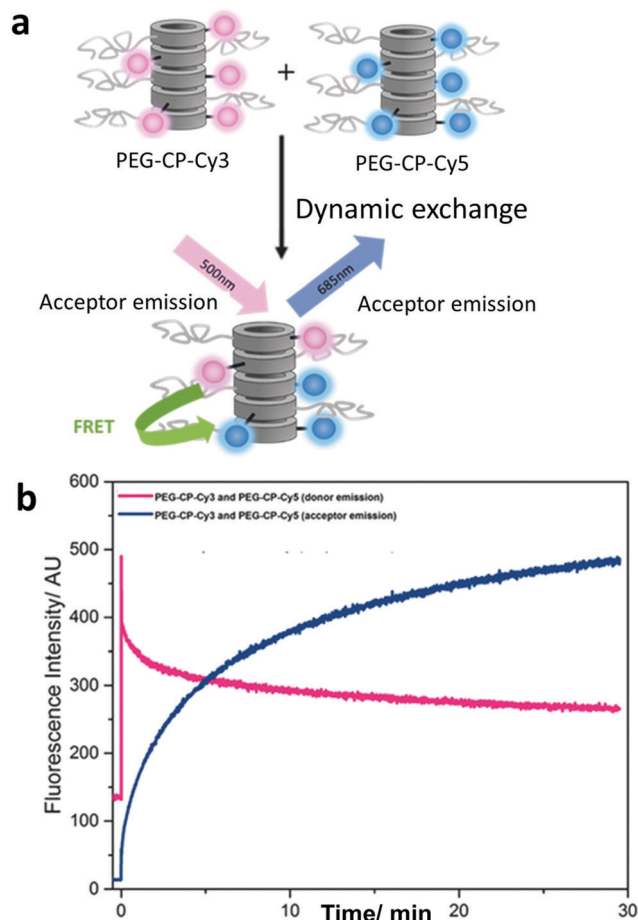 a
+
PEG-CP-Cy3
PEG-CP-Cy5
Dynamic exchange
500nm
685nm
Acceptor emission
Acceptor emission
FRET
b
PEG-CP-Cy3 and PEG-CP-Cy5 (donor emission)
PEG-CP-Cy3 and PEG-CP-Cy5 (acceptor emission)
Fluorescence Intensity/ AU
600
500
400
300
200
100
0
0
10
20
30
Time/ min